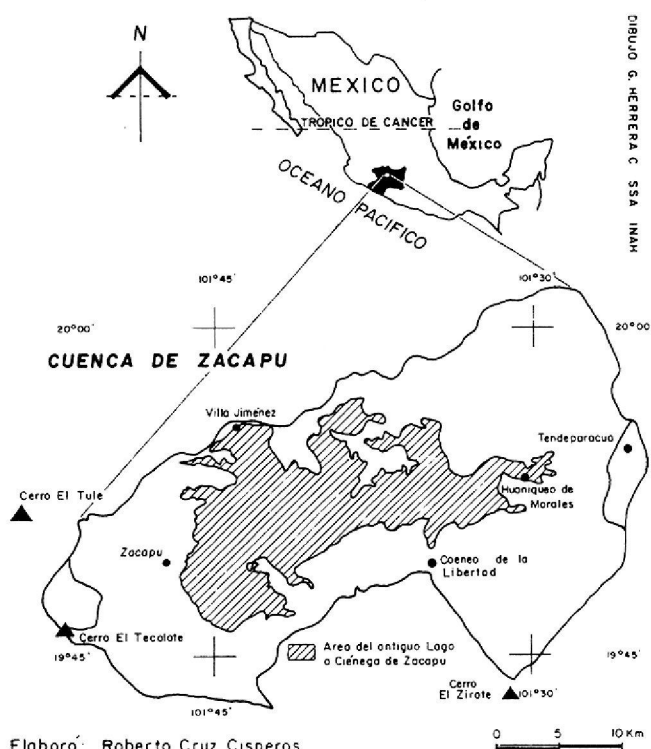 N
DIBUJO G. HERRERA C SSA INAH
MEXICO
Golfo
de
México
TROPICO DE CANCER
OCEANO PACIFICO
101°45'
101°30'
20°00'
20°00'
CUENCA DE ZACAPU
Villa Jiménez
Tendeparacua
Cerro El Tule
Huaniqueo de
Morales
Zacapu
Coeneo de la
Libertad
Cerro El Tecolote
Area del antiguo Lago
o Ciénega de Zacapu
19°45'
19°45'
Cerro
El Zirate
101°30'
101°45'
Elaboró: Roberto Cruz Cisneros
0 5 10 Km